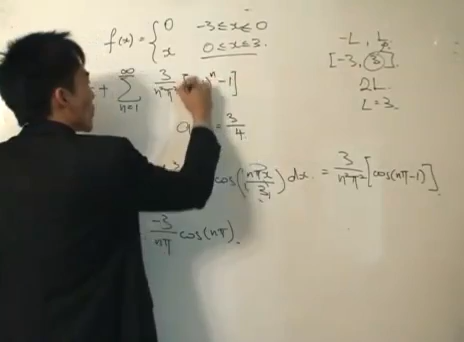 f(x) = { 0 -3 ≤ x ≤ 0
x 0 ≤ x ≤ 3.
+ ∑ n=1 ∞ 3/n²π² [ )ⁿ -1]
a = 3/4.
3 cos(nπx/3) dx. = 3/n²π² [cos(nπ-1)].
-3/nπ cos(nπ).
-L, L
[-3, 3]
2L
L = 3.